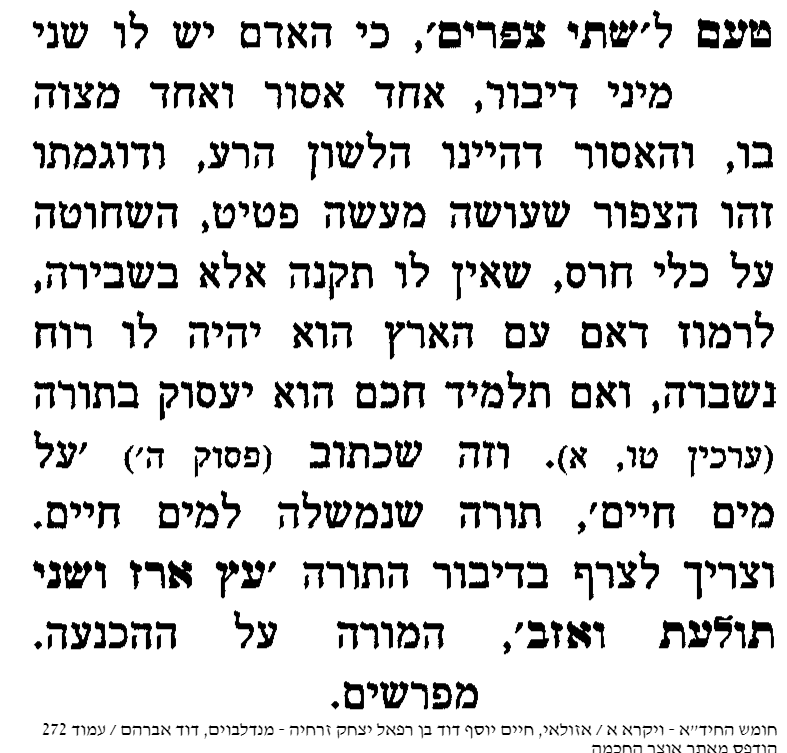 טעם ל׳שתי צפרים׳, כי האדם יש לו שני
מיני דיבור, אחד אסור ואחד מצוה
בו, והאסור דהיינו הלשון הרע, ודוגמתו
זהו הצפור שעושה מעשה פטיט, השחוטה
על כלי חרס, שאין לו תקנה אלא בשבירה,
לרמוז דאם עם הארץ הוא יהיה לו רוח
נשברה, ואם תלמיד חכם הוא יעסוק בתורה
(ערכין טו, א). וזה שכתוב (פסוק ה׳) ׳על
מים חיים׳, תורה שנמשלה למים חיים.
וצריך לצרף בדיבור התורה ׳עץ ארז ושני
תולעת ואזב׳, המורה על ההכנעה.
מפרשים.
חומש החיד״א - ויקרא א / אזולאי, חיים יוסף דוד בן רפאל יצחק זרחיה - מנדלבוים, דוד אברהם / עמוד 272
הודפס מאתר אוצר החכמה